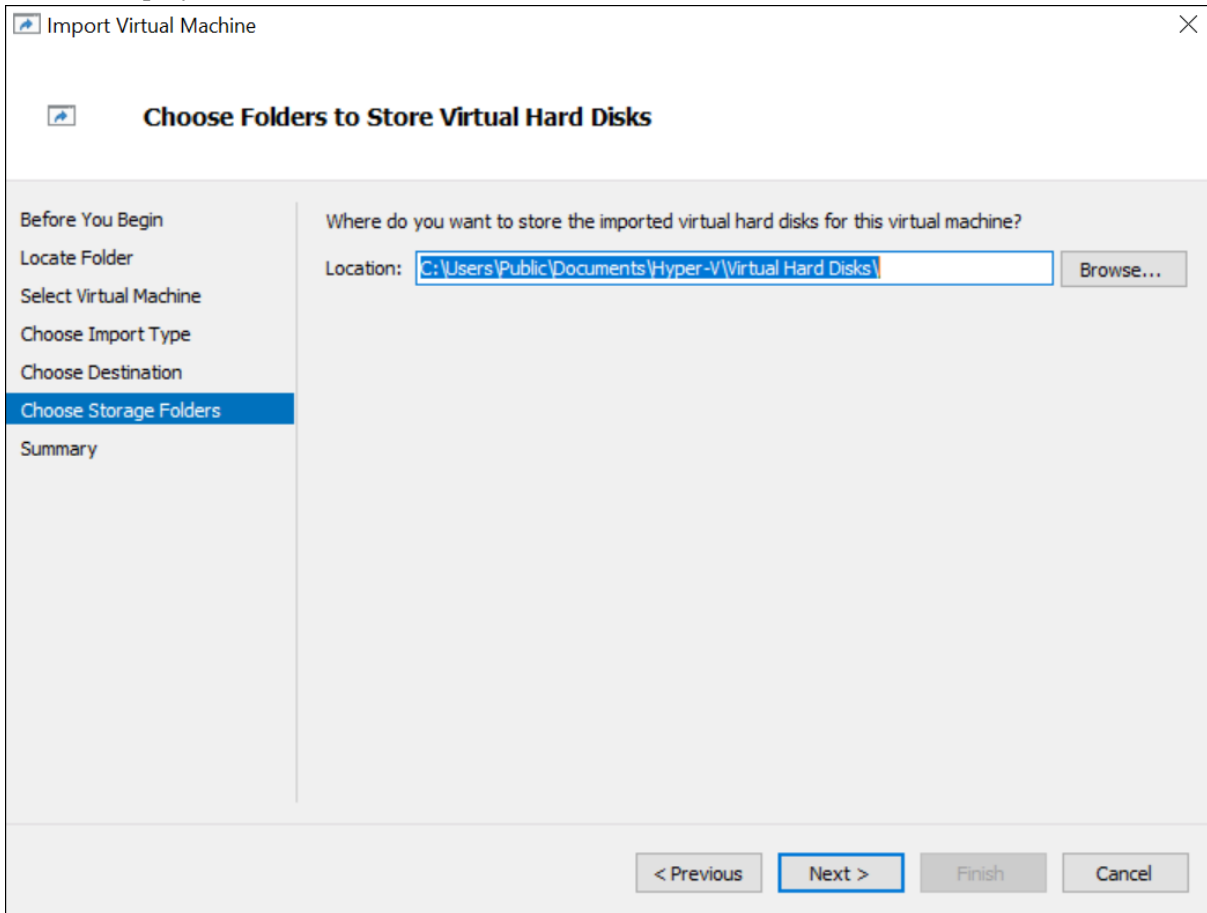 Import Virtual Machine
Choose Folders to Store Virtual Hard Disks
Before You Begin
Locate Folder
Select Virtual Machine
Choose Import Type
Choose Destination
Choose Storage Folders
Summary
Where do you want to store the imported virtual hard disks for this virtual machine?
Location: C:\Users\Public\Documents\Hyper-V\Virtual Hard Disks\ Browse...
< Previous Next > Finish Cancel